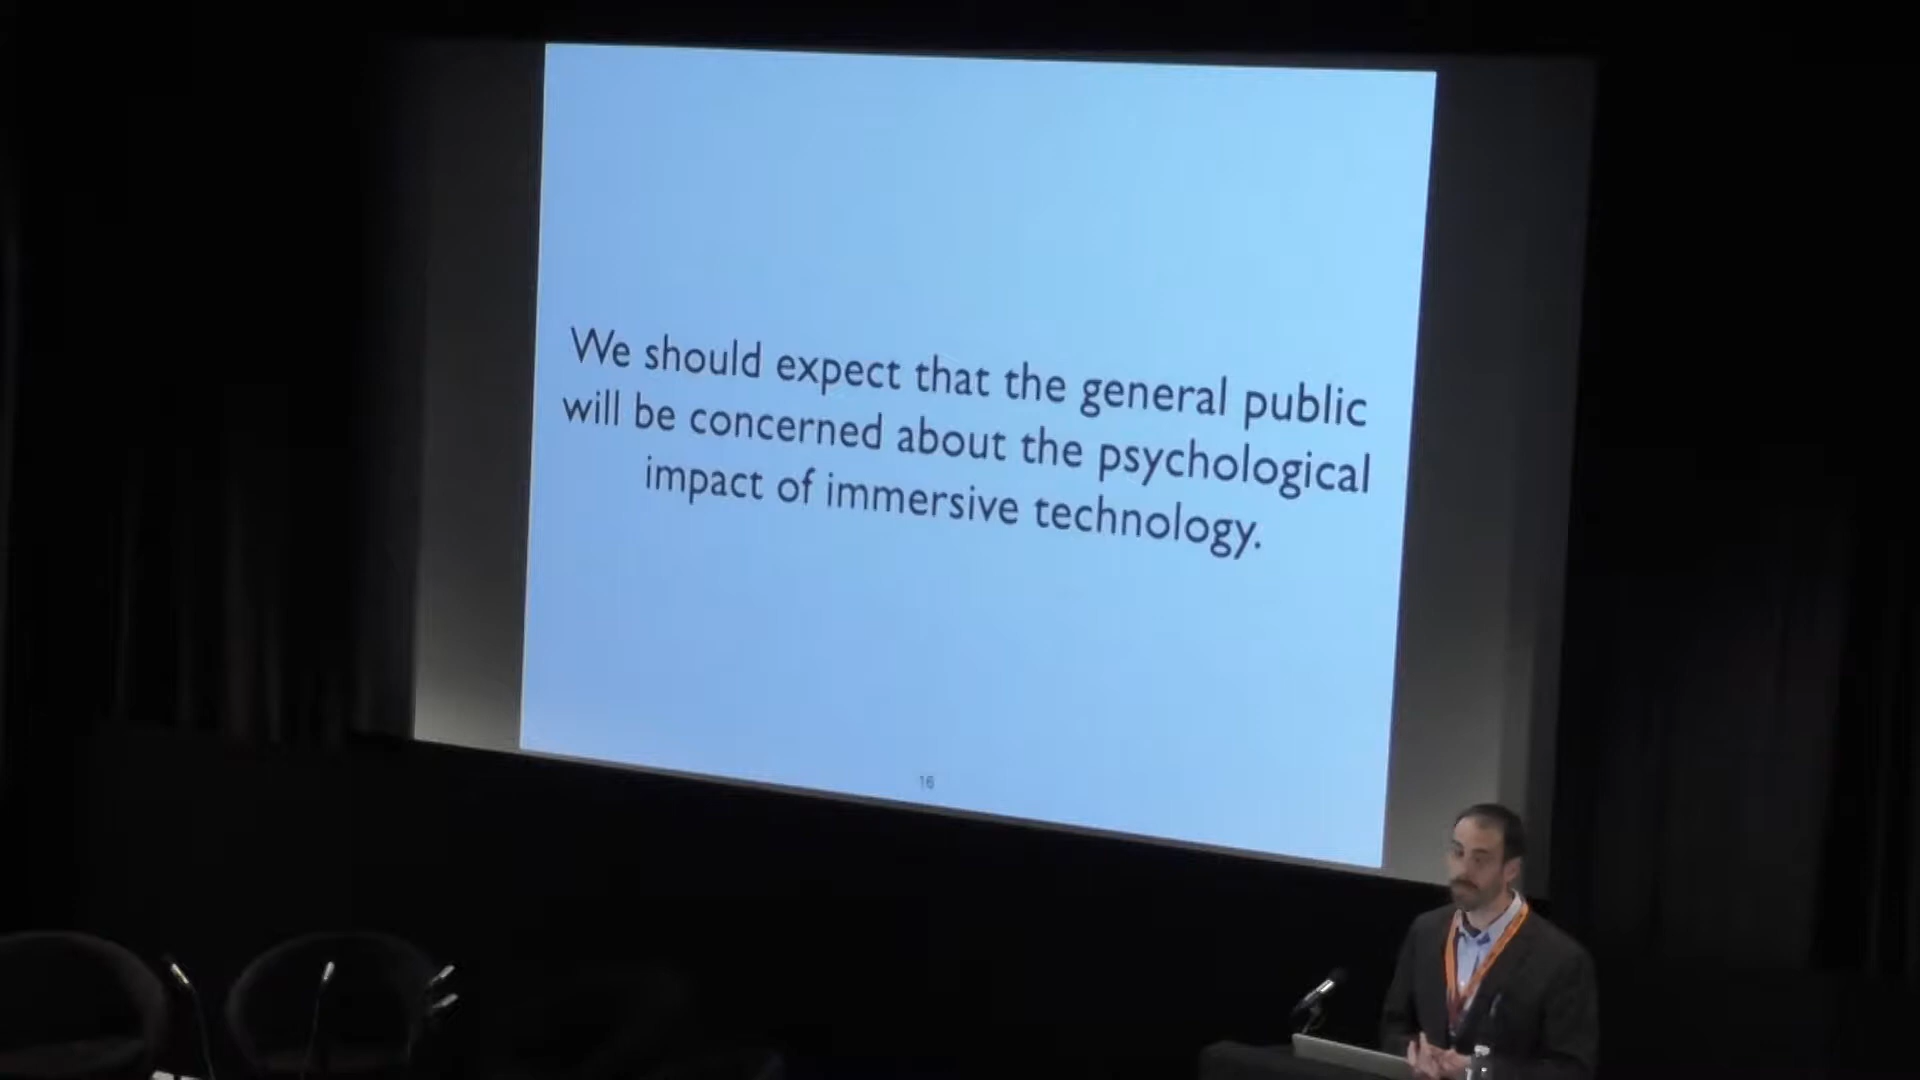 We should expect that the general public
will be concerned about the psychological
impact of immersive technology.
16